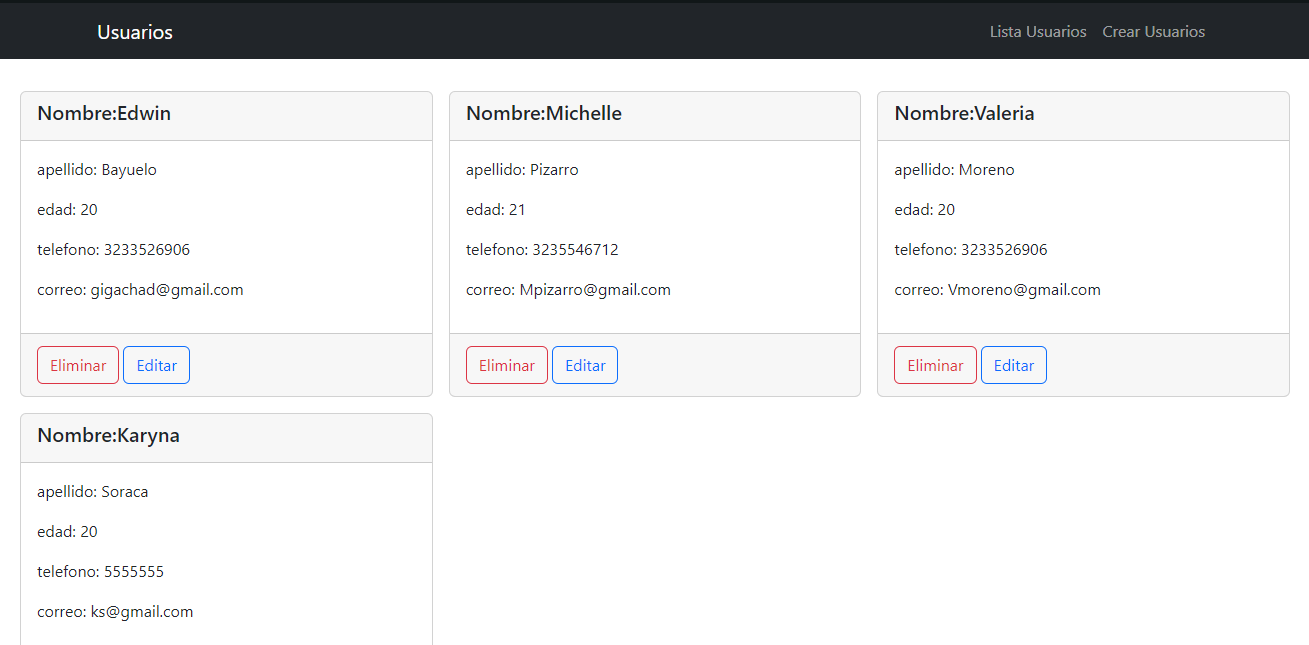 Usuarios
Lista Usuarios Crear Usuarios
Nombre:Edwin
apellido: Bayuelo
edad: 20
telefono: 3233526906
correo: gigachad@gmail.com
Eliminar Editar
Nombre:Michelle
apellido: Pizarro
edad: 21
telefono: 3235546712
correo: Mpizarro@gmail.com
Eliminar Editar
Nombre:Valeria
apellido: Moreno
edad: 20
telefono: 3233526906
correo: Vmoreno@gmail.com
Eliminar Editar
Nombre:Karyna
apellido: Soraca
edad: 20
telefono: 5555555
correo: ks@gmail.com